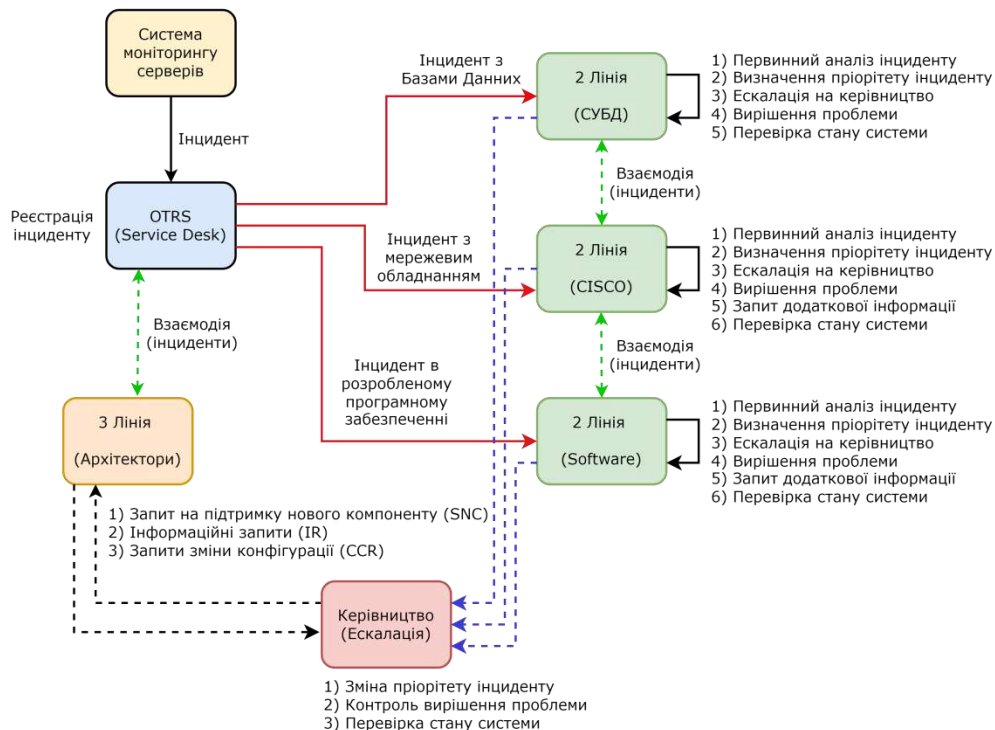 Система
моніторингу
серверів
Інцидент
Реєстрація
інциденту
OTRS
(Service Desk)
Інцидент з
Базами Данних
Інцидент з
мережевим
обладнанням
Інцидент в
розробленому
програмному
забезпеченні
2 Лінія
(СУБД)
1) Первинний аналіз інциденту
2) Визначення пріорітету інциденту
3) Ескалація на керівництво
4) Вирішення проблеми
5) Перевірка стану системи
Взаємодія
(інциденти)
2 Лінія
(CISCO)
1) Первинний аналіз інциденту
2) Визначення пріорітету інциденту
3) Ескалація на керівництво
4) Вирішення проблеми
5) Запит додаткової інформації
6) Перевірка стану системи
Взаємодія
(інциденти)
2 Лінія
(Software)
1) Первинний аналіз інциденту
2) Визначення пріорітету інциденту
3) Ескалація на керівництво
4) Вирішення проблеми
5) Запит додаткової інформації
6) Перевірка стану системи
Взаємодія
(інциденти)
3 Лінія
(Архітектори)
1) Запит на підтримку нового компоненту (SNC)
2) Інформаційні запити (IR)
3) Запити зміни конфігурації (CCR)
Керівництво
(Ескалація)
1) Зміна пріорітету інциденту
2) Контроль вирішення проблеми
3) Перевірка стану системи